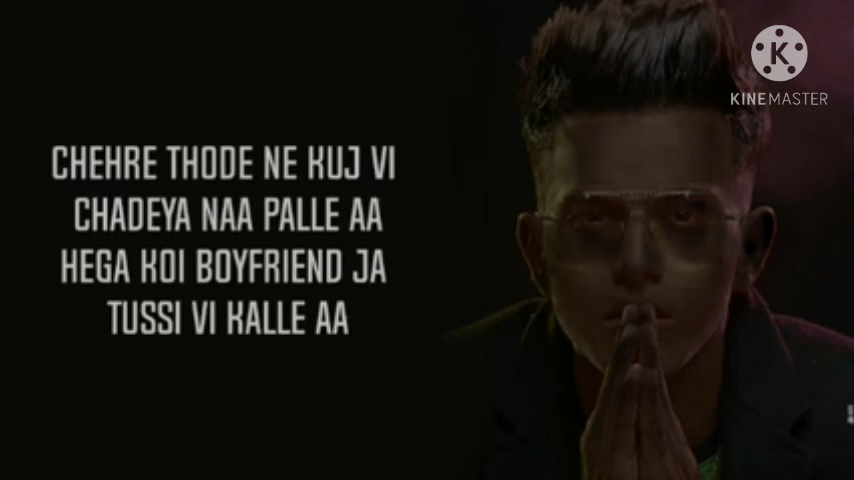 CHEHRE THODE NE KUJ VI
CHADEYA NAA PALLE AA
HEGA KOI BOYFRIEND JA
TUSSI VI KALLE AA
K
KINEMASTER